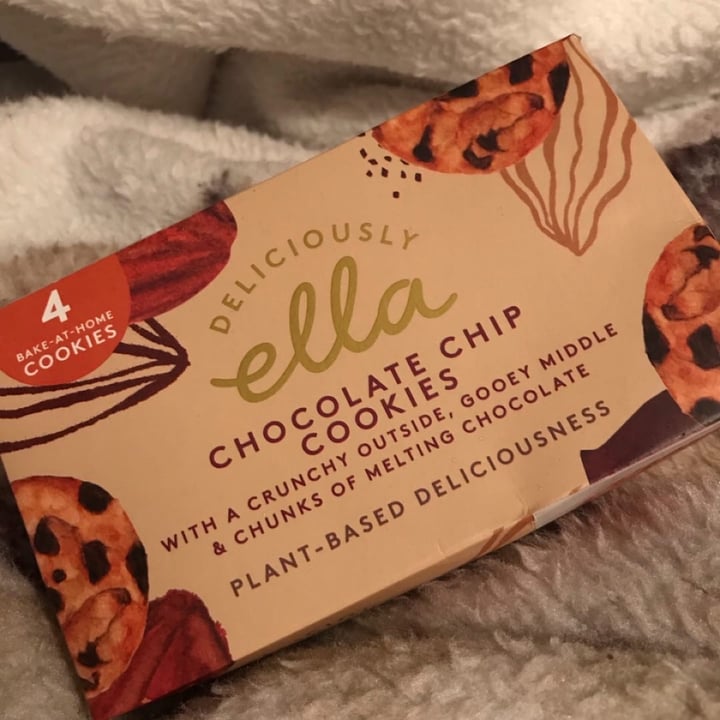 DELICIOUSLY
ella
CHOCOLATE CHIP
COOKIES
WITH A CRUNCHY OUTSIDE, GOOEY MIDDLE
& CHUNKS OF MELTING CHOCOLATE
PLANT-BASED DELICIOUSNESS
4
BAKE-AT-HOME
COOKIES